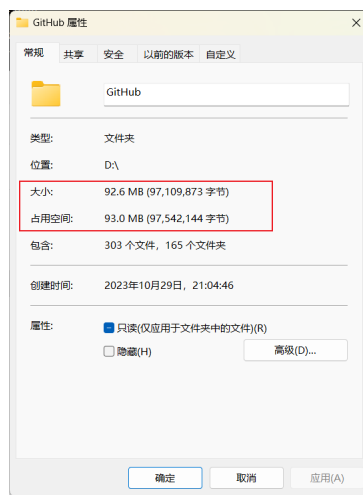 GitHub 属性
常规 共享 安全 以前的版本 自定义
GitHub
类型: 文件夹
位置: D:\
大小: 92.6 MB (97,109,873 字节)
占用空间: 93.0 MB (97,542,144 字节)
包含: 303 个文件，165 个文件夹
创建时间: 2023年10月29日，21:04:46
属性: 只读(仅应用于文件夹中的文件)(R)
隐藏(H) 高级(D)...
确定 取消 应用(A)